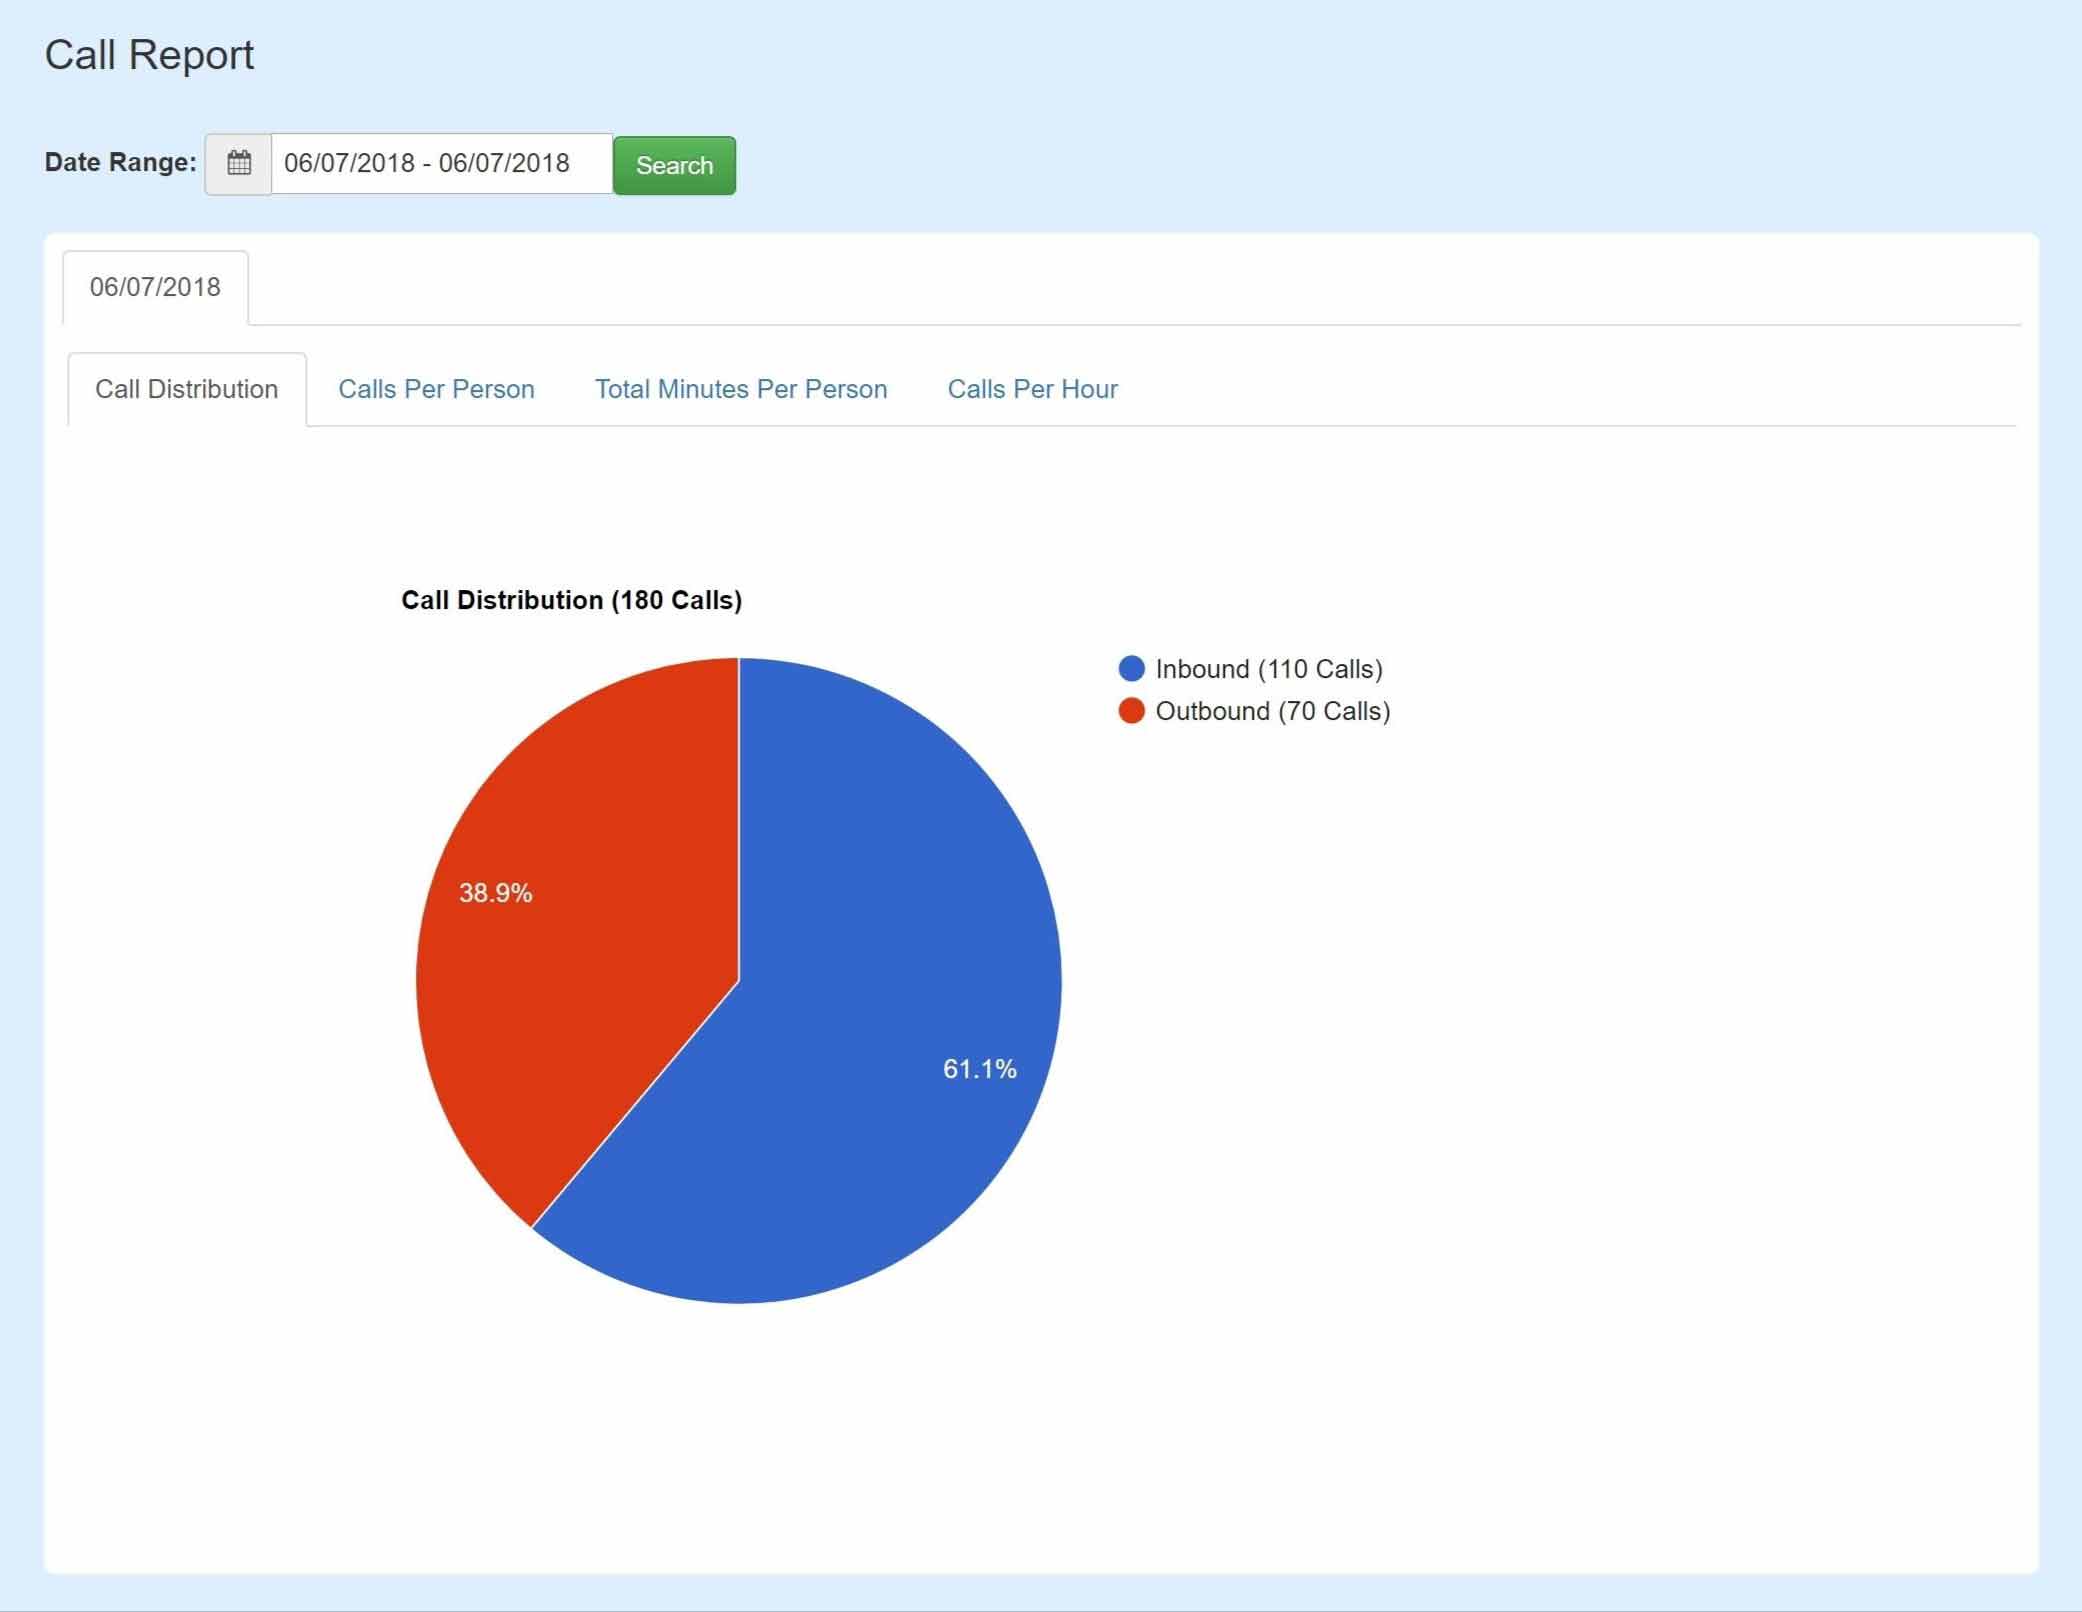 Call Report
Date Range: 06/07/2018 - 06/07/2018 Search
06/07/2018
Call Distribution Calls Per Person Total Minutes Per Person Calls Per Hour
Call Distribution (180 Calls)
Inbound (110 Calls)
Outbound (70 Calls)
38.9%
61.1%